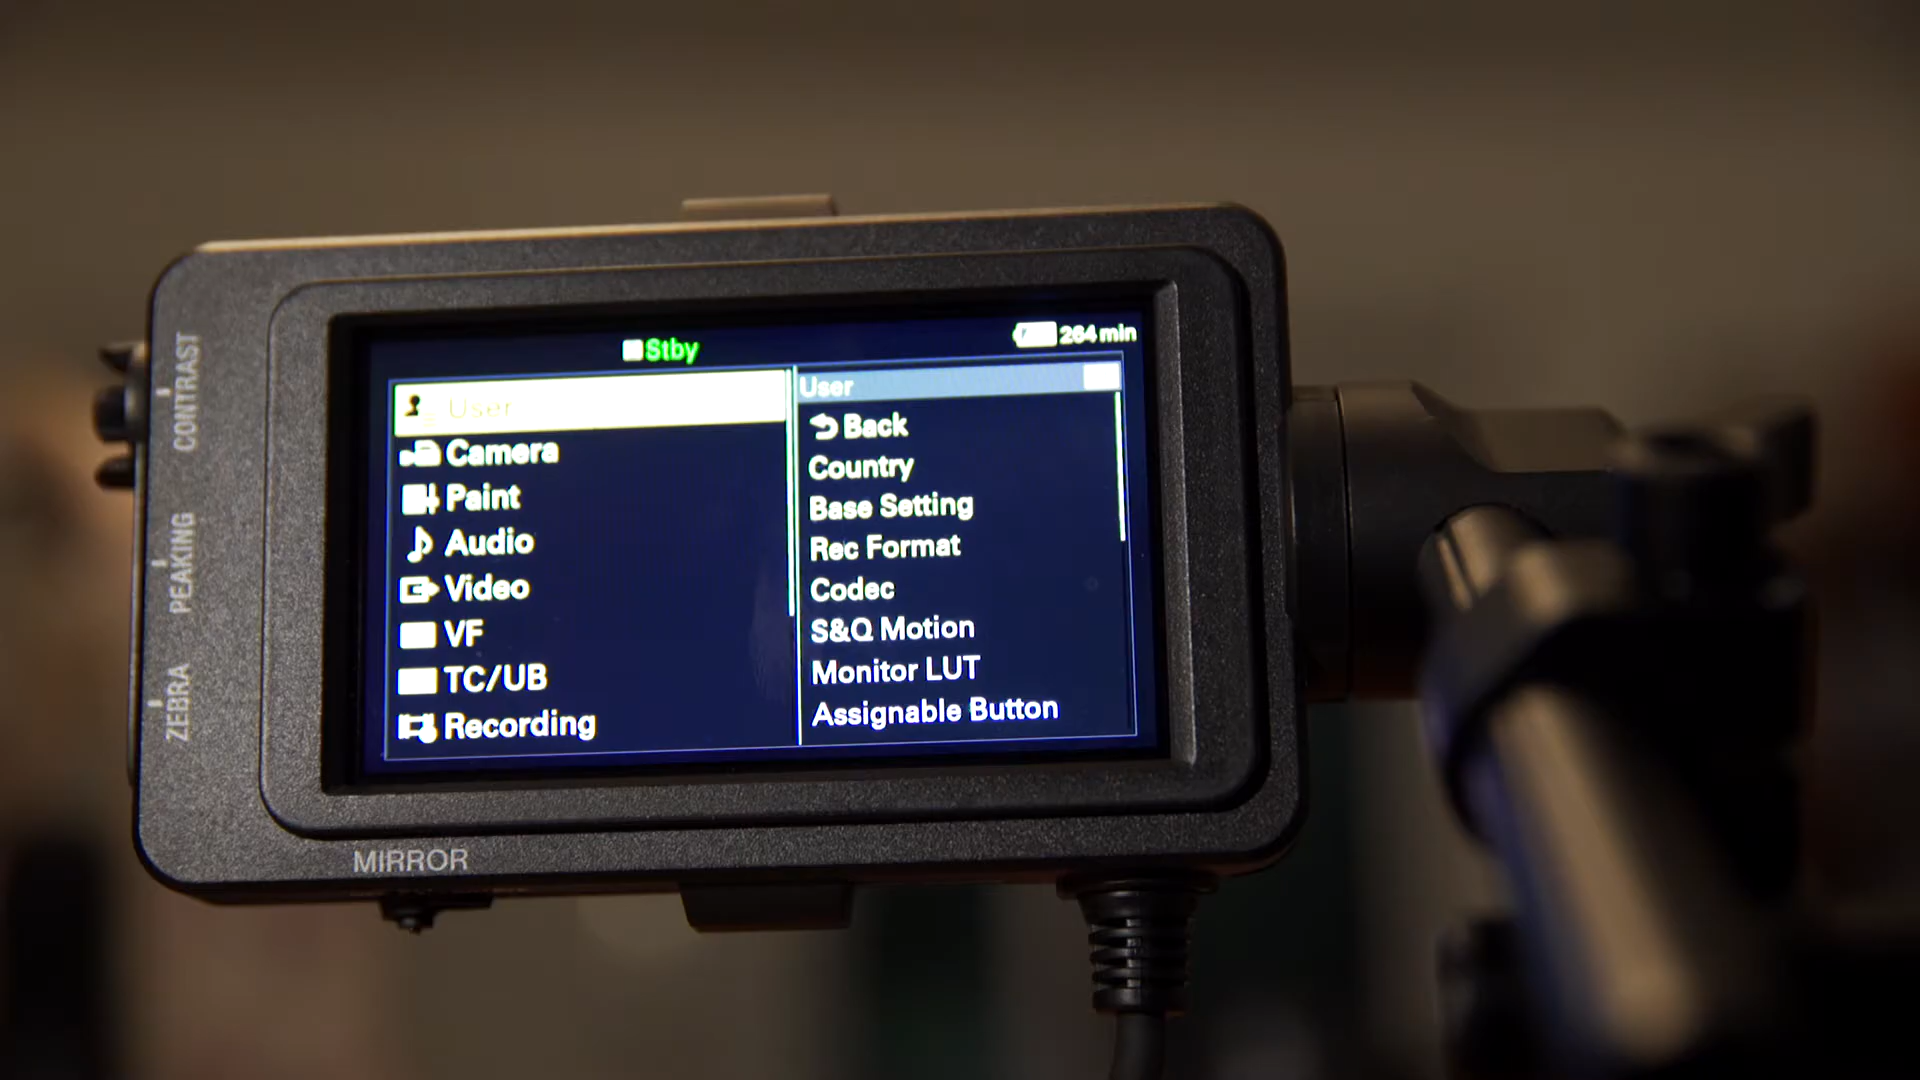 Stby
264 min
User
Camera
Paint
Audio
Video
VF
TC/UB
Recording
User
Back
Country
Base Setting
Rec Format
Codec
S&Q Motion
Monitor LUT
Assignable Button
CONTRAST
PEAKING
ZEBRA
MIRROR